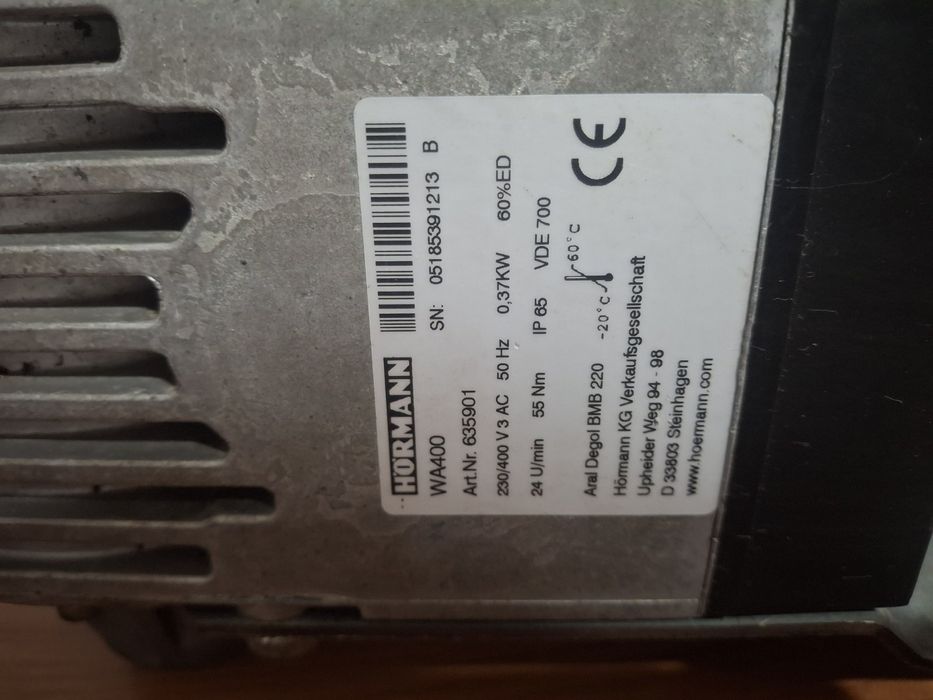 HÖRMANN
SN: 05185391213 B
WA400
Art.Nr. 635901
230/400 V 3 AC 50 Hz 0,37KW 60%ED
24 U/min 55 Nm IP 65 VDE 700
-20°C 60°C
CE
Aral Degol BMB 220
Hörmann KG Verkaufsgesellschaft
Upheider Weg 94 - 98
D 33803 Steinhagen
www.hoermann.com